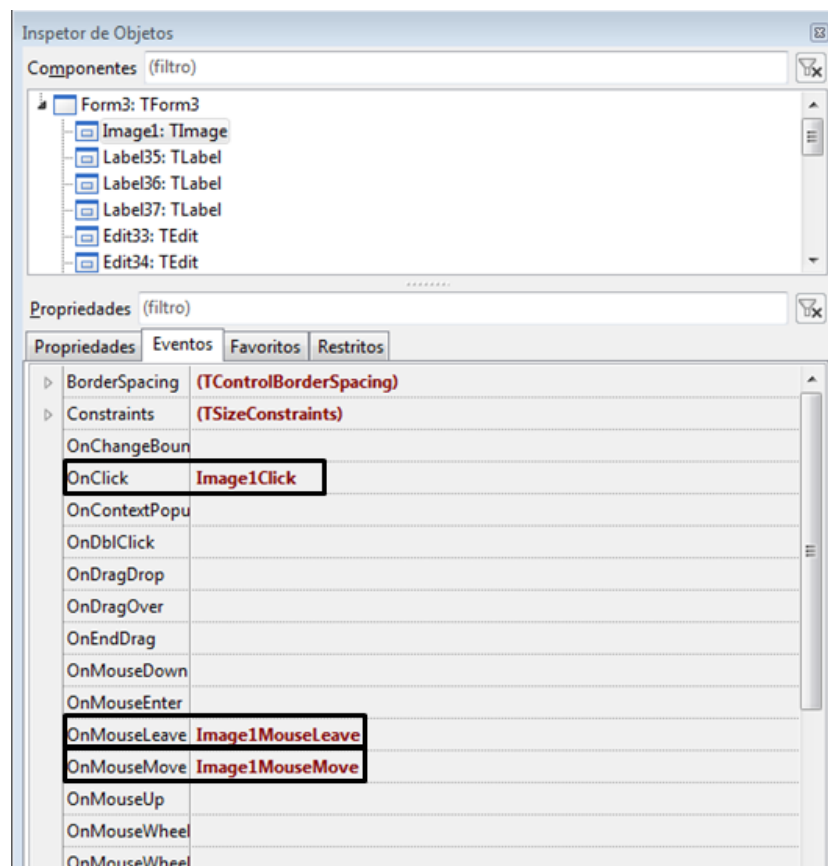 Inspetor de Objetos
Componentes (filtro)
Form3: TForm3
Image1: TImage
Label35: TLabel
Label36: TLabel
Label37: TLabel
Edit33: TEdit
Edit34: TEdit
Propriedades (filtro)
Propriedades Eventos Favoritos Restritos
BorderSpacing (TControlBorderSpacing)
Constraints (TSizeConstraints)
OnChangeBoun
OnClick Image1Click
OnContextPopu
OnDblClick
OnDragDrop
OnDragOver
OnEndDrag
OnMouseDown
OnMouseEnter
OnMouseLeave Image1MouseLeave
OnMouseMove Image1MouseMove
OnMouseUp
OnMouseWheel
OnMouseWheel